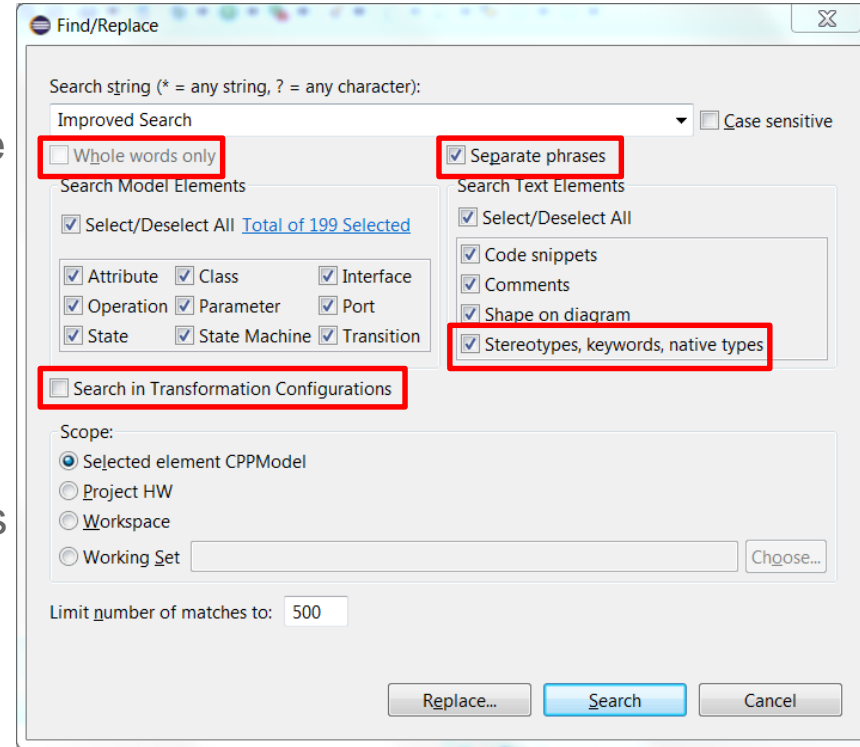 Find/Replace
Search string (* = any string, ? = any character):
Improved Search
Case sensitive
Whole words only
Separate phrases
Search Model Elements
Search Text Elements
Select/Deselect All Total of 199 Selected
Select/Deselect All
Attribute Class Interface
Operation Parameter Port
State State Machine Transition
Code snippets
Comments
Shape on diagram
Stereotypes, keywords, native types
Search in Transformation Configurations
Scope:
Selected element CPPModel
Project HW
Workspace
Working Set Choose...
Limit number of matches to: 500
Replace... Search Cancel